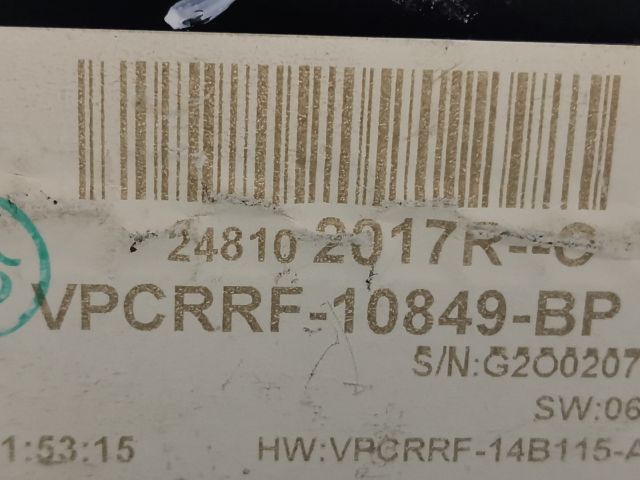 24810 2017R--C
VPCRRF-10849-BP
S/N:G2O0207
SW:06
1:53:15 HW:VPCRRF-14B115-A